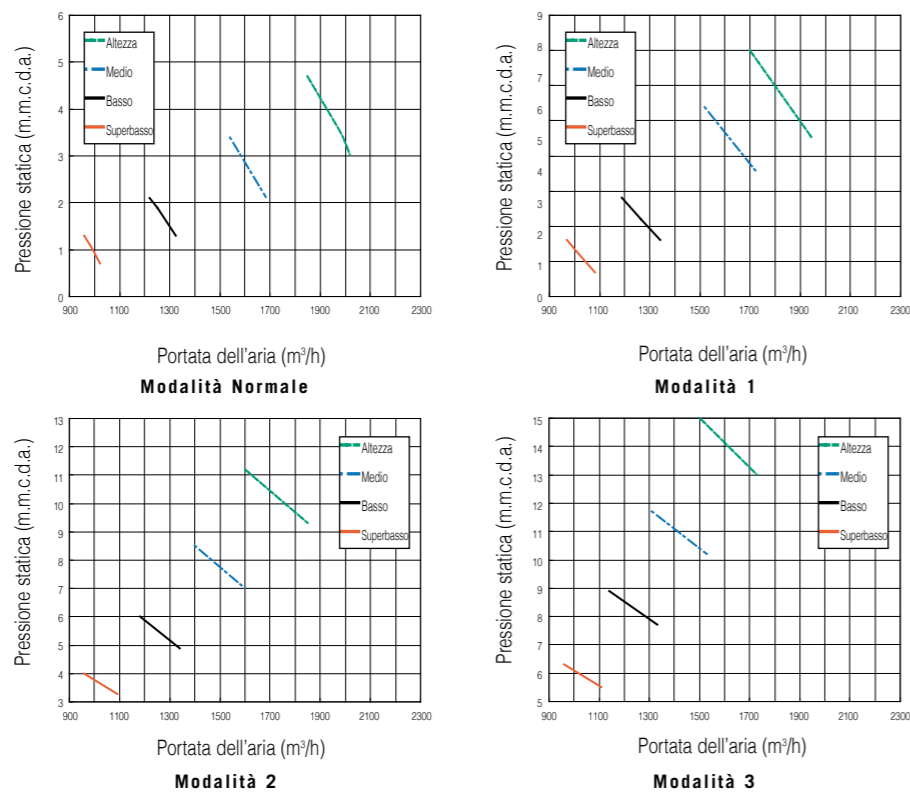 Pressione statica (m.m.c.d.a.)
6
5
4
3
2
1
0
Altezza
Medio
Basso
Superbasso
900 1100 1300 1500 1700 1900 2100 2300
Portata dell'aria (m³/h)
Modalità Normale
Pressione statica (m.m.c.d.a.)
9
8
7
6
5
4
3
2
1
0
Altezza
Medio
Basso
Superbasso
900 1100 1300 1500 1700 1900 2100 2300
Portata dell'aria (m³/h)
Modalità 1
Pressione statica (m.m.c.d.a.)
13
12
11
10
9
8
7
6
5
4
3
Altezza
Medio
Basso
Superbasso
900 1100 1300 1500 1700 1900 2100 2300
Portata dell'aria (m³/h)
Modalità 2
Pressione statica (m.m.c.d.a.)
15
14
13
12
11
10
9
8
7
6
5
Altezza
Medio
Basso
Superbasso
900 1100 1300 1500 1700 1900 2100 2300
Portata dell'aria (m³/h)
Modalità 3